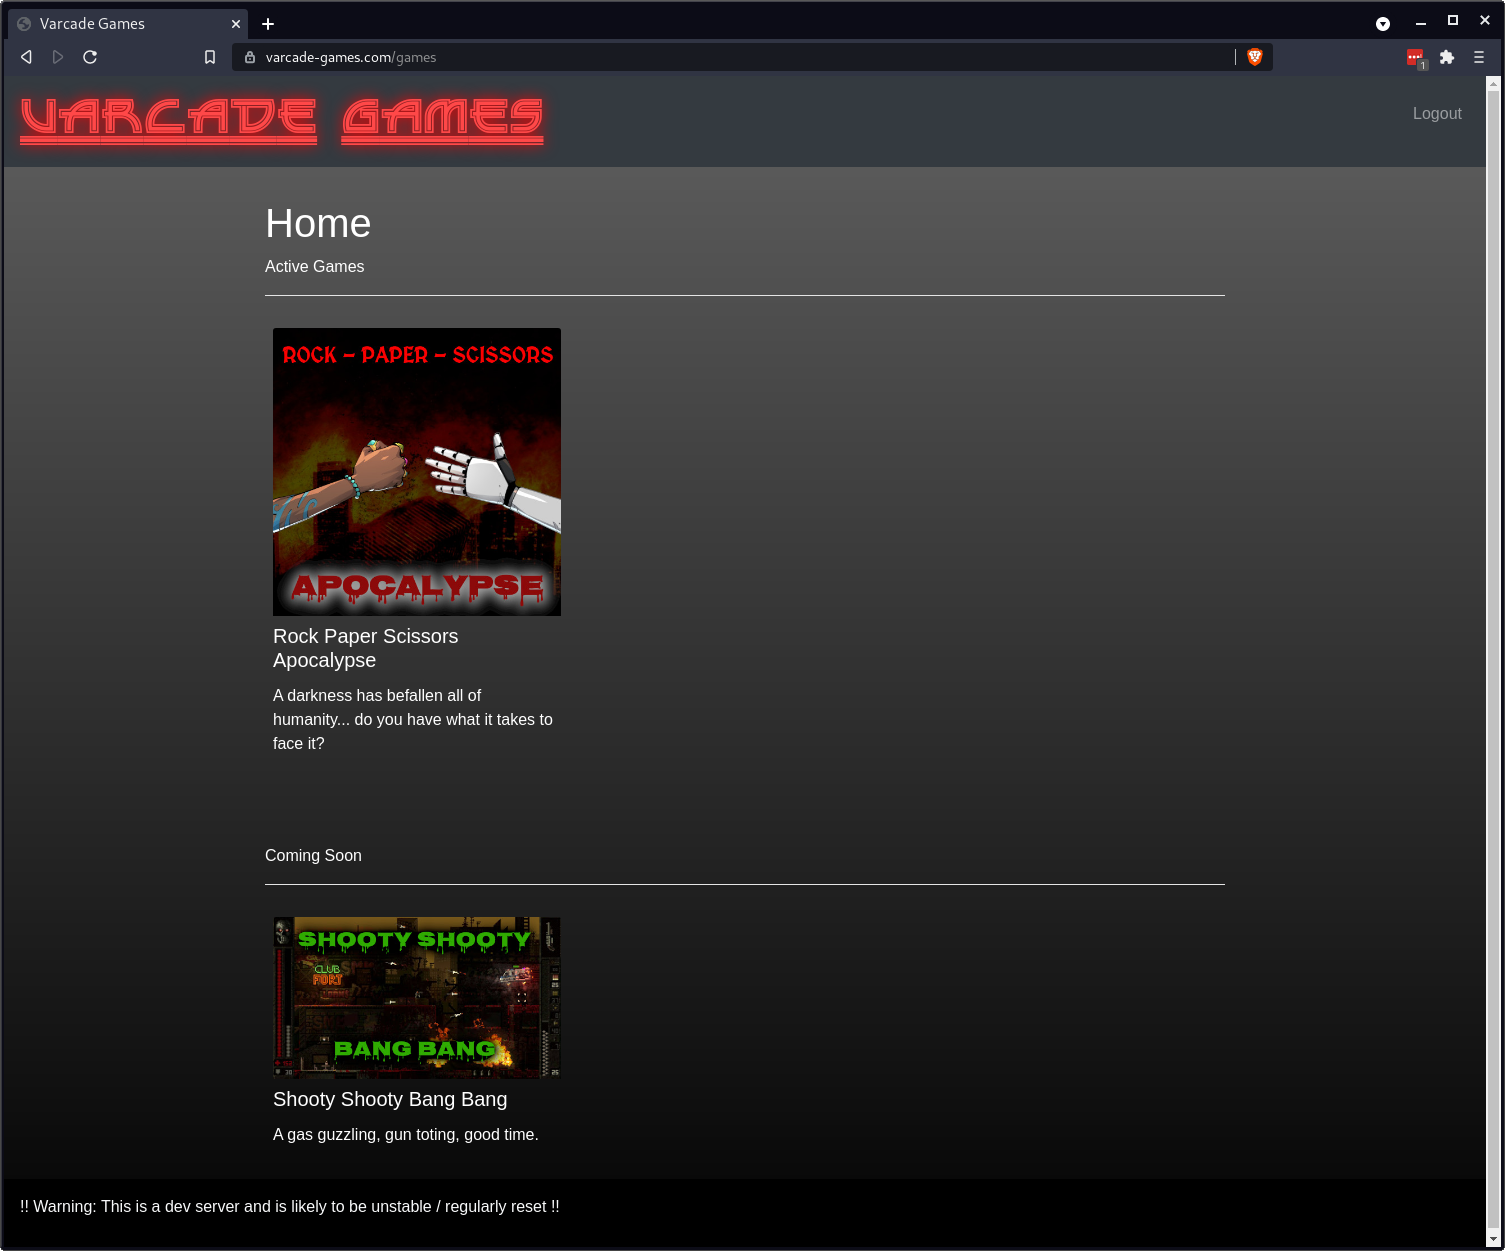 Varcade Games
varcade-games.com/games
1
VARCADE GAMES
Logout
Home
Active Games
ROCK - PAPER - SCISSORS
APOCALYPSE
Rock Paper Scissors
Apocalypse
A darkness has befallen all of
humanity... do you have what it takes to
face it?
Coming Soon
SHOOTY SHOOTY
CLUB
BANG BANG
Shooty Shooty Bang Bang
A gas guzzling, gun toting, good time.
!! Warning: This is a dev server and is likely to be unstable / regularly reset !!